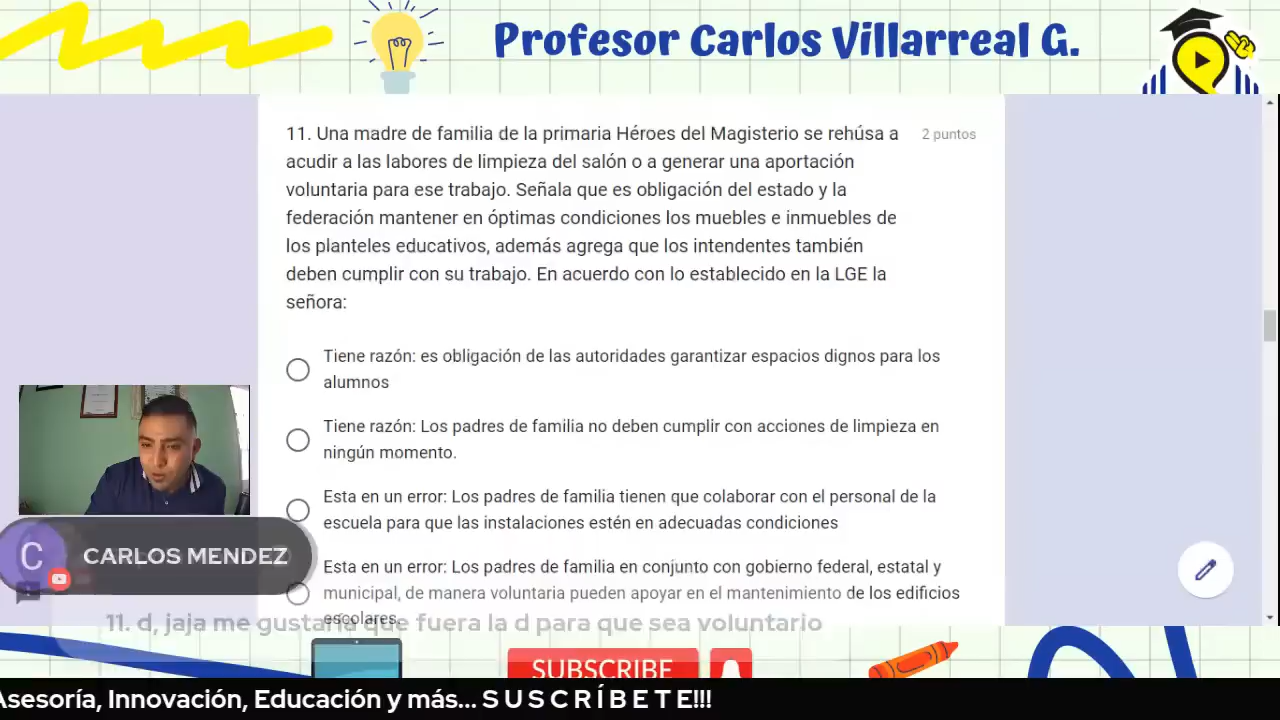 Profesor Carlos Villarreal G.
11. Una madre de familia de la primaria Héroes del Magisterio se rehúsa a
2 puntos
acudir a las labores de limpieza del salón o a generar una aportación
voluntaria para ese trabajo. Señala que es obligación del estado y la
federación mantener en óptimas condiciones los muebles e inmuebles de
los planteles educativos, además agrega que los intendentes también
deben cumplir con su trabajo. En acuerdo con lo establecido en la LGE la
señora:
Tiene razón: es obligación de las autoridades garantizar espacios dignos para los
alumnos
Tiene razón: Los padres de familia no deben cumplir con acciones de limpieza en
ningún momento.
Esta en un error: Los padres de familia tienen que colaborar con el personal de la
escuela para que las instalaciones estén en adecuadas condiciones
Esta en un error: Los padres de familia en conjunto con gobierno federal, estatal y
municipal, de manera voluntaria pueden apoyar en el mantenimiento de los edificios
escolares.
C
CARLOS MENDEZ
11. d, jaja me gustaria que fuera la d para que sea voluntario
SUBSCRIBE
Asesoría, Innovación, Educación y más... S U S C R Í B E T E!!!